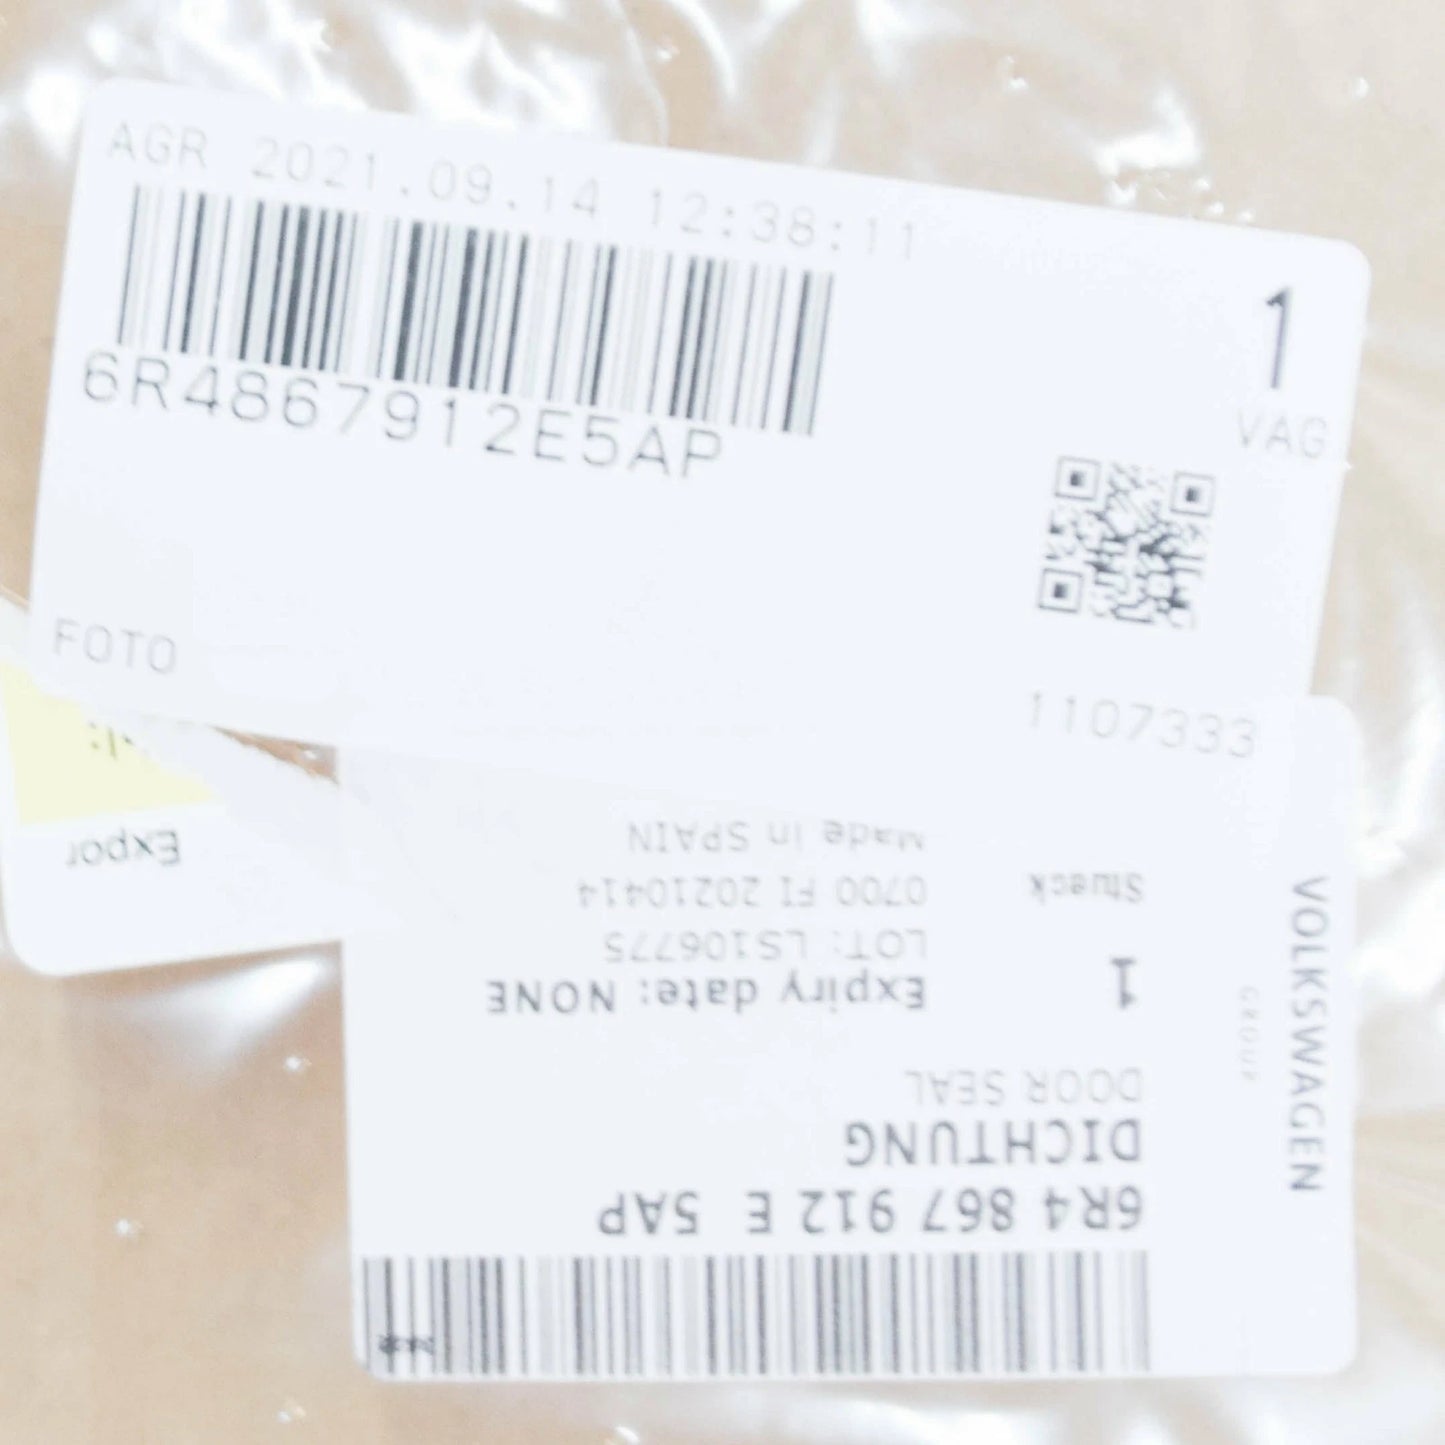 AGR 2021.09.14 12:38:11
6R4867912E5AP
1
VAG
FOTO
1107333
Expor
VOLKSWAGEN
GROUP
6R4 867 912 E 5AP
DICHTUNG
DOOR SEAL
1 Expiry date: NONE
LOT: LS106775
Stueck 0700 FI 20210414
Made in SPAIN